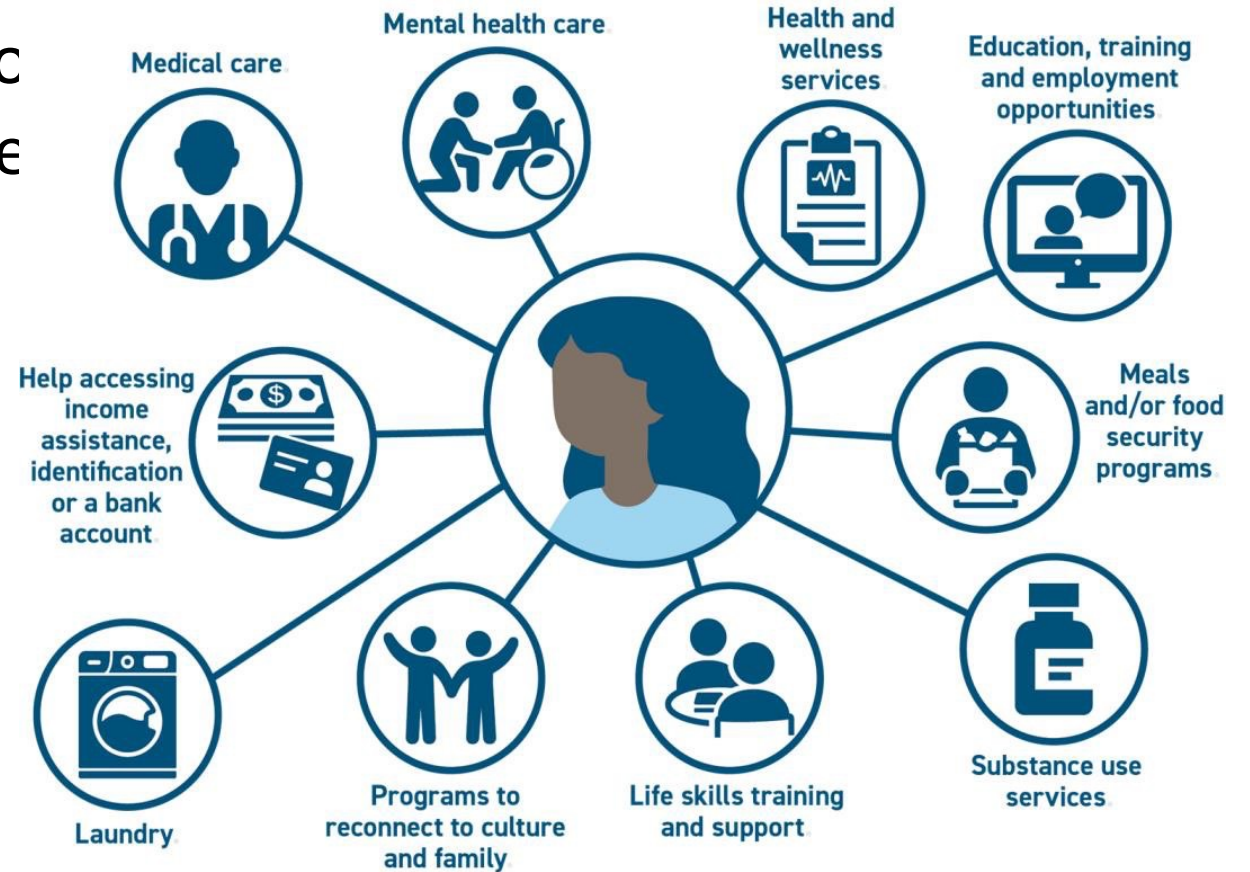 Mental health care
Medical care
Health and
wellness
services
Education, training
and employment
opportunities
Help accessing
income
assistance,
identification
or a bank
account
$
Meals
and/or food
security
programs
Laundry
Programs to
reconnect to culture
and family
Life skills training
and support
Substance use
services